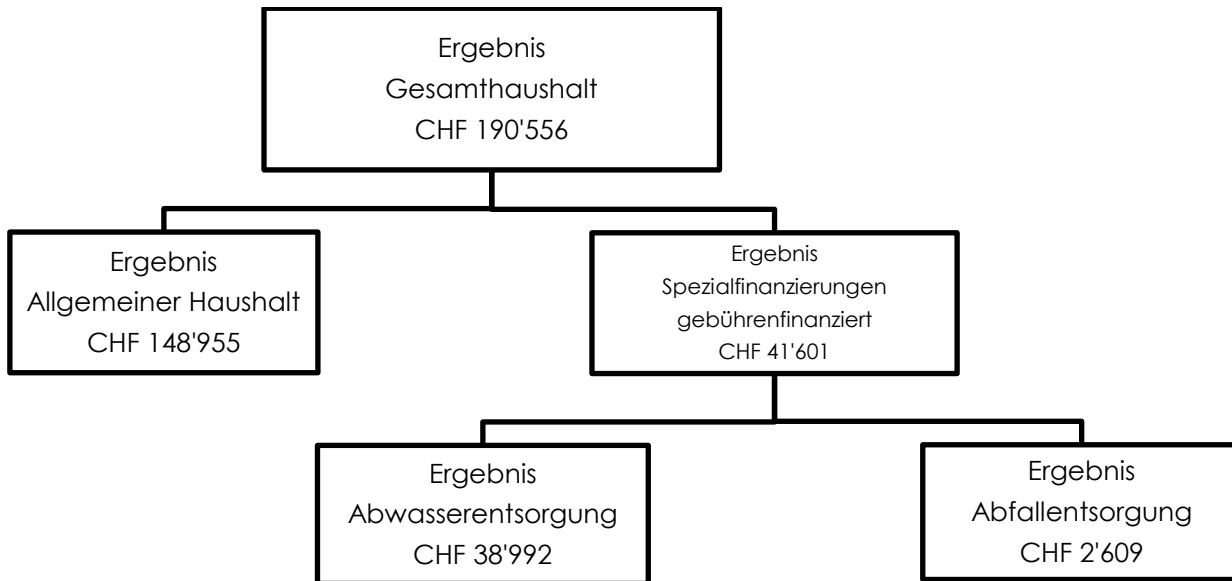 Ergebnis
Gesamthaushalt
CHF 190'556
Ergebnis
Allgemeiner Haushalt
CHF 148'955
Ergebnis
Spezialfinanzierungen
gebührenfinanziert
CHF 41'601
Ergebnis
Abwasserentsorgung
CHF 38'992
Ergebnis
Abfallentsorgung
CHF 2'609